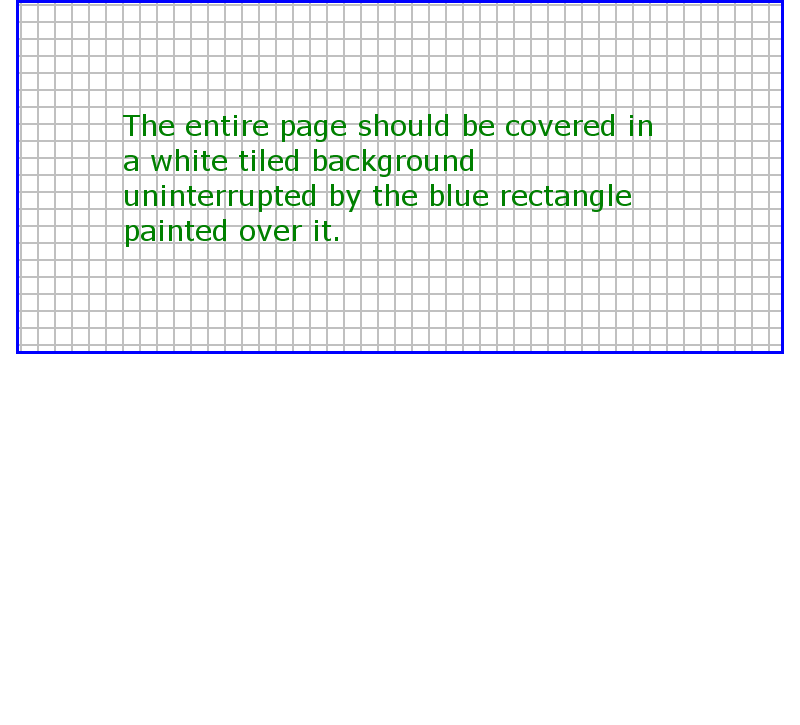 The entire page should be covered in
a white tiled background
uninterrupted by the blue rectangle
painted over it.